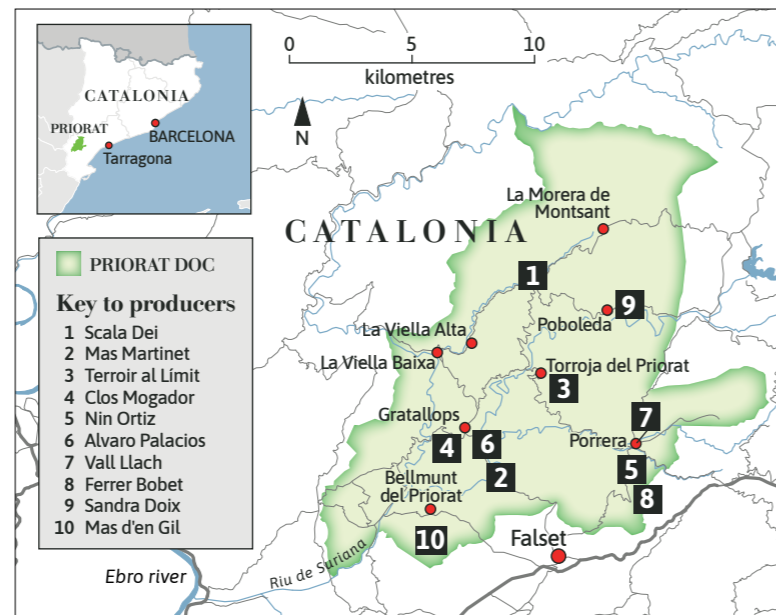 CATALONIA
PRIORAT
BARCELONA
Tarragona
0 5 10
kilometres
N
CATALONIA
PRIORAT DOC
Key to producers
1 Scala Dei
2 Mas Martinet
3 Terroir al Límit
4 Clos Mogador
5 Nin Ortiz
6 Alvaro Palacios
7 Vall Llach
8 Ferrer Bobet
9 Sandra Doix
10 Mas d'en Gil
La Morera de
Montsant
1
9
Poboleda
La Viella Alta
La Viella Baixa
Torroja del Priorat
3
Gratallops
7
4
6
Porrera
2
5
Bellmunt
del Priorat
8
10
Falset
Ebro river
Riu de Suriana